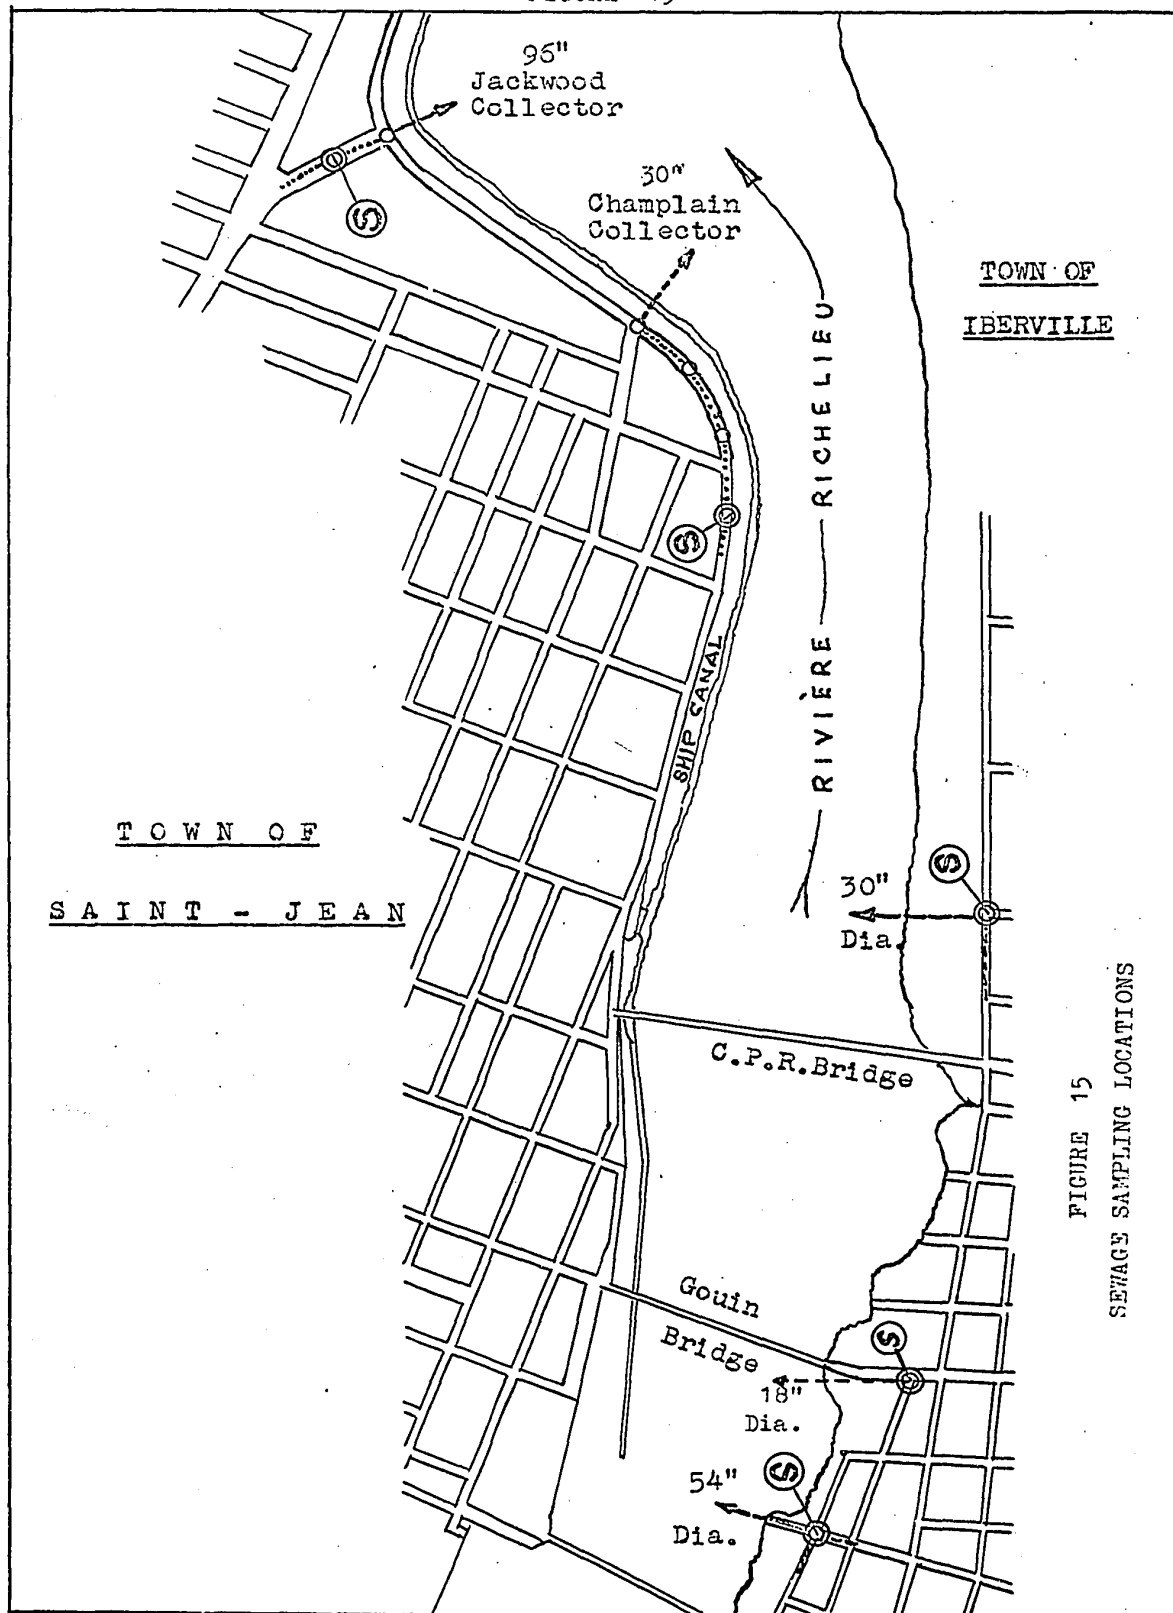 96"
Jackwood
Collector
30"
Champlain
Collector
TOWN OF
IBERVILLE
RIVIÈRE RICHELIEU
SHIP CANAL
TOWN OF
SAINT - JEAN
30"
Dia.
C.P.R.Bridge
Gouin
Bridge
18"
Dia.
54"
Dia.
S
S
S
S
S
FIGURE 15
SEWAGE SAMPLING LOCATIONS